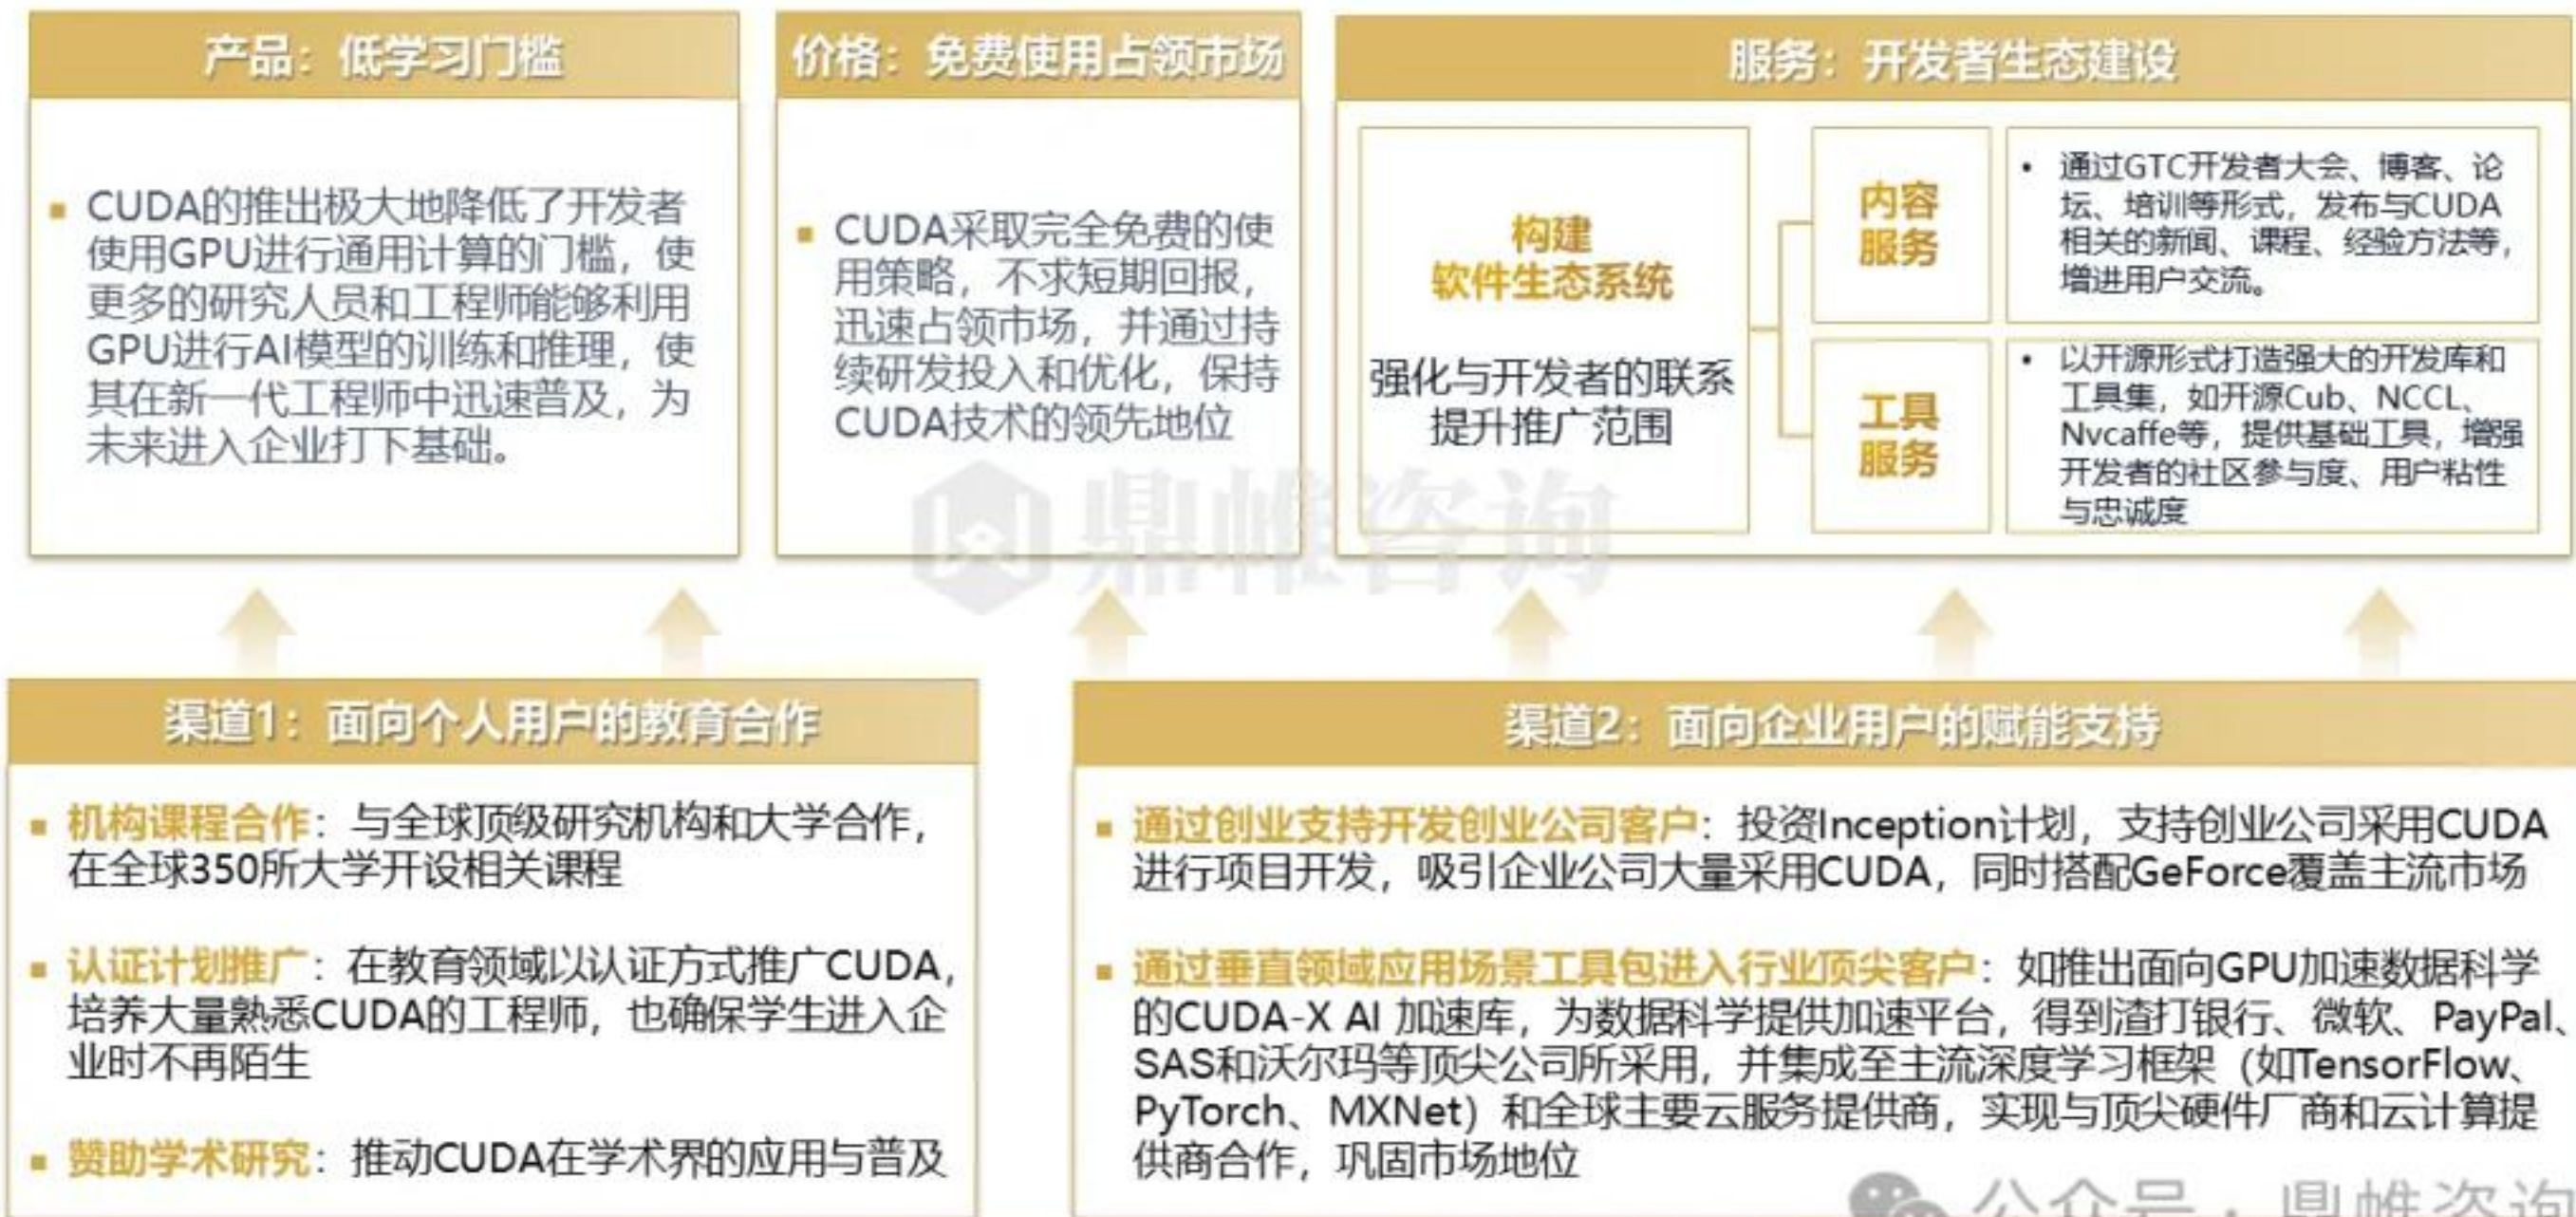 产品：低学习门槛
CUDA的推出极大地降低了开发者
使用GPU进行通用计算的门槛，使
更多的研究人员和工程师能够利用
GPU进行AI模型的训练和推理，使
其在新一代工程师中迅速普及，为
未来进入企业打下基础。
价格：免费使用占领市场
CUDA采取完全免费的使
用策略，不求短期回报，
迅速占领市场，并通过持
续研发投入和优化，保持
CUDA技术的领先地位
服务：开发者生态建设
构建
软件生态系统
强化与开发者的联系
提升推广范围
内容
服务
通过GTC开发者大会、博客、论
坛、培训等形式，发布与CUDA
相关的新闻、课程、经验方法等，
增进用户交流。
工具
服务
以开源形式打造强大的开发库和
工具集，如开源Cub、NCCL、
Nvcaffe等，提供基础工具，增强
开发者的社区参与度、用户粘性
与忠诚度
鼎帷咨询
渠道1：面向个人用户的教育合作
机构课程合作：与全球顶级研究机构和大学合作，
在全球350所大学开设相关课程
认证计划推广：在教育领域以认证方式推广CUDA，
培养大量熟悉CUDA的工程师，也确保学生进入企
业时不再陌生
赞助学术研究：推动CUDA在学术界的应用与普及
渠道2：面向企业用户的赋能支持
通过创业支持开发创业公司客户：投资Inception计划，支持创业公司采用CUDA
进行项目开发，吸引企业公司大量采用CUDA，同时搭配GeForce覆盖主流市场
通过垂直领域应用场景工具包进入行业顶尖客户：如推出面向GPU加速数据科学
的CUDA-X AI 加速库，为数据科学提供加速平台，得到渣打银行、微软、PayPal、
SAS和沃尔玛等顶尖公司所采用，并集成至主流深度学习框架（如TensorFlow、
PyTorch、MXNet）和全球主要云服务提供商，实现与顶尖硬件厂商和云计算提
供商合作，巩固市场地位
公众号·鼎帷咨询